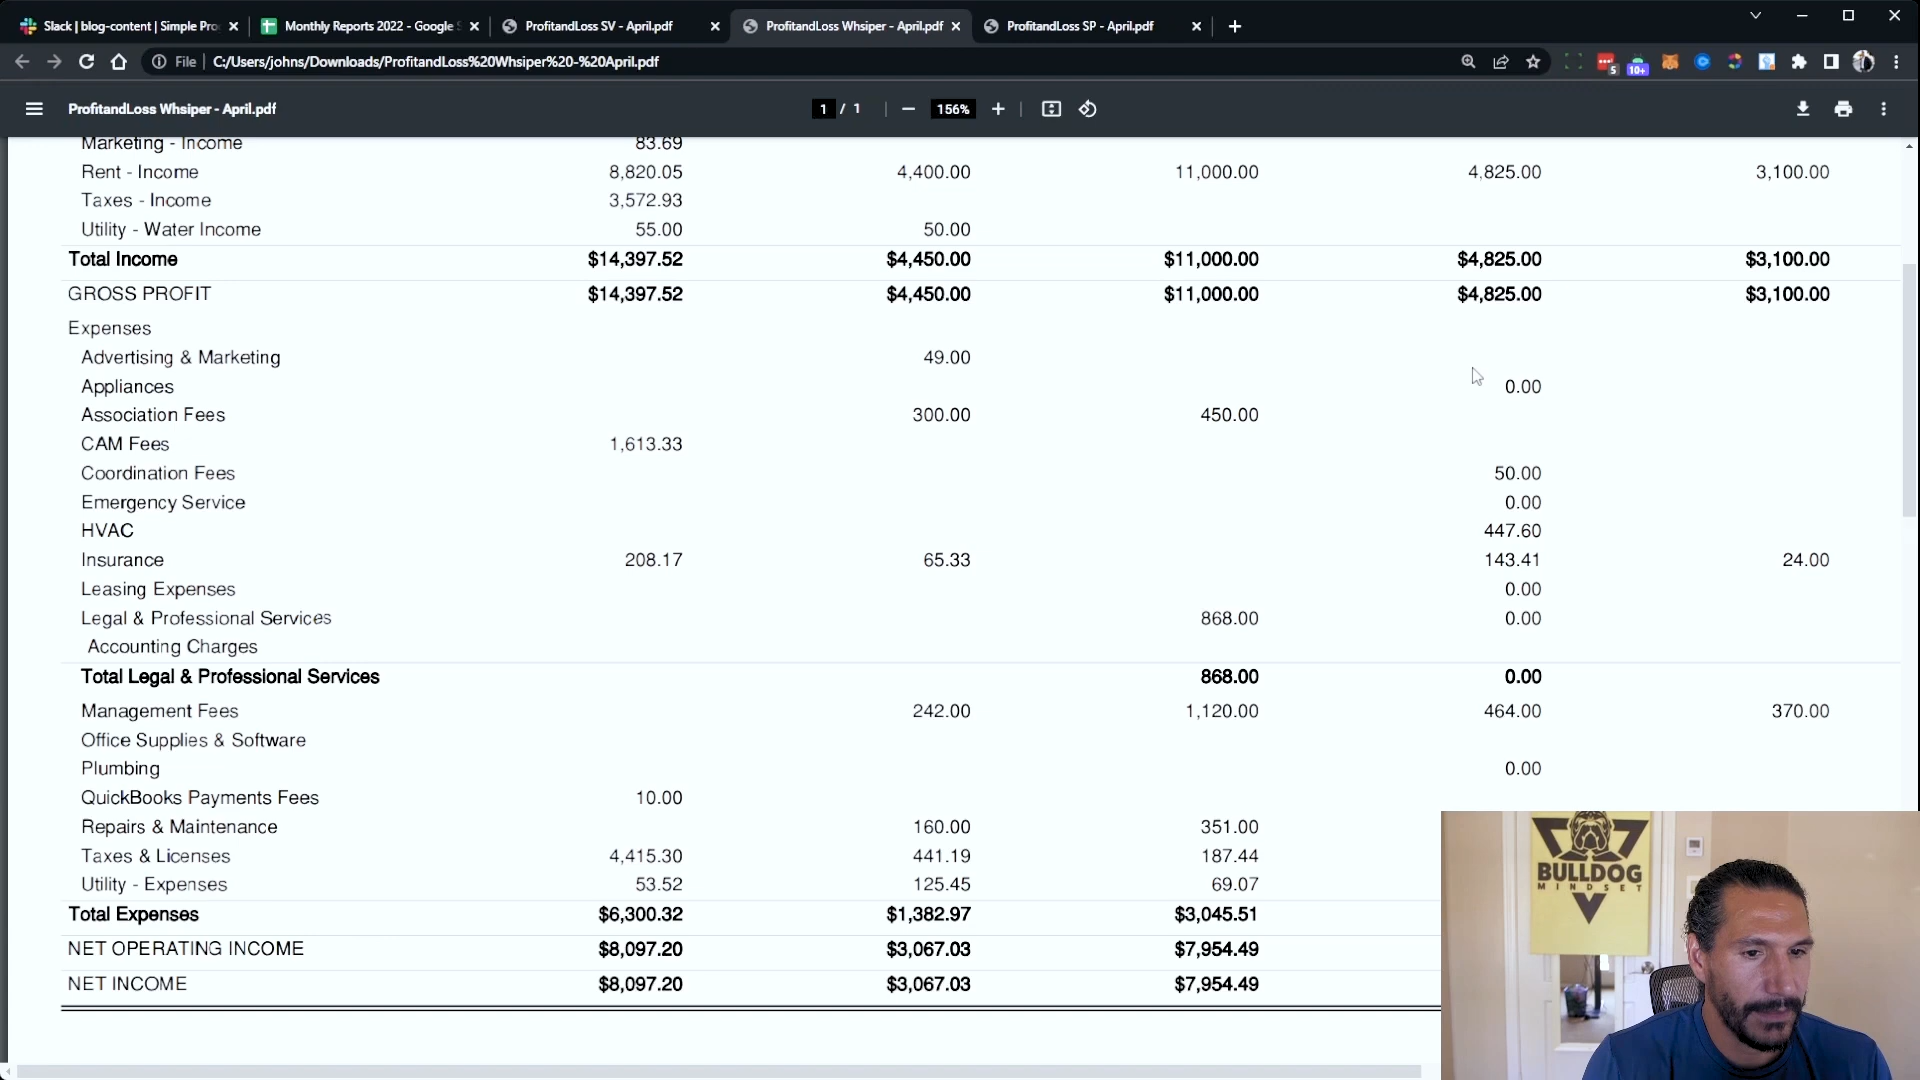 Slack | blog-content | Simple Pro
Monthly Reports 2022 - Google S
ProfitandLoss SV - April.pdf
ProfitandLoss Whsiper - April.pdf
ProfitandLoss SP - April.pdf
File | C:/Users/johns/Downloads/ProfitandLoss%20Whsiper%20-%20April.pdf
5
10+
ProfitandLoss Whsiper - April.pdf
1 / 1
156%
Marketing - Income 83.69
Rent - Income 8,820.05 4,400.00 11,000.00 4,825.00 3,100.00
Taxes - Income 3,572.93
Utility - Water Income 55.00 50.00
Total Income $14,397.52 $4,450.00 $11,000.00 $4,825.00 $3,100.00
GROSS PROFIT $14,397.52 $4,450.00 $11,000.00 $4,825.00 $3,100.00
Expenses
Advertising & Marketing 49.00
Appliances 0.00
Association Fees 300.00 450.00
CAM Fees 1,613.33
Coordination Fees 50.00
Emergency Service 0.00
HVAC 447.60
Insurance 208.17 65.33 143.41 24.00
Leasing Expenses 0.00
Legal & Professional Services 868.00 0.00
Accounting Charges
Total Legal & Professional Services 868.00 0.00
Management Fees 242.00 1,120.00 464.00 370.00
Office Supplies & Software
Plumbing 0.00
QuickBooks Payments Fees 10.00
Repairs & Maintenance 160.00 351.00
Taxes & Licenses 4,415.30 441.19 187.44
Utility - Expenses 53.52 125.45 69.07
Total Expenses $6,300.32 $1,382.97 $3,045.51
NET OPERATING INCOME $8,097.20 $3,067.03 $7,954.49
NET INCOME $8,097.20 $3,067.03 $7,954.49
BULLDOG
MINDSET